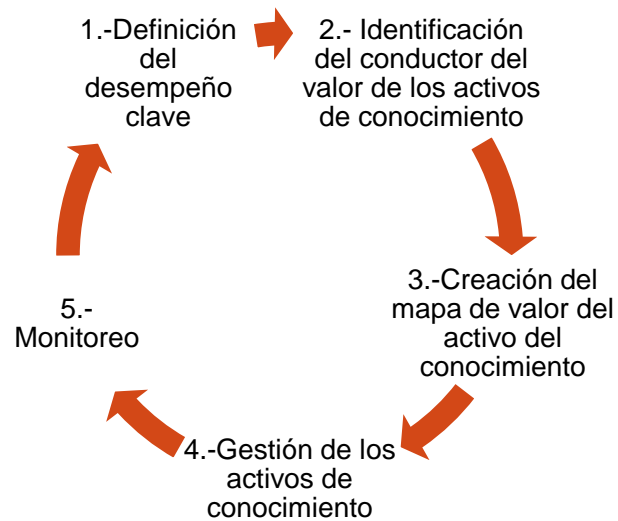 1.-Definición
del
desempeño
clave
2.- Identificación
del conductor del
valor de los activos
de conocimiento
3.-Creación del
mapa de valor del
activo del
conocimiento
4.-Gestión de los
activos de
conocimiento
5.-
Monitoreo